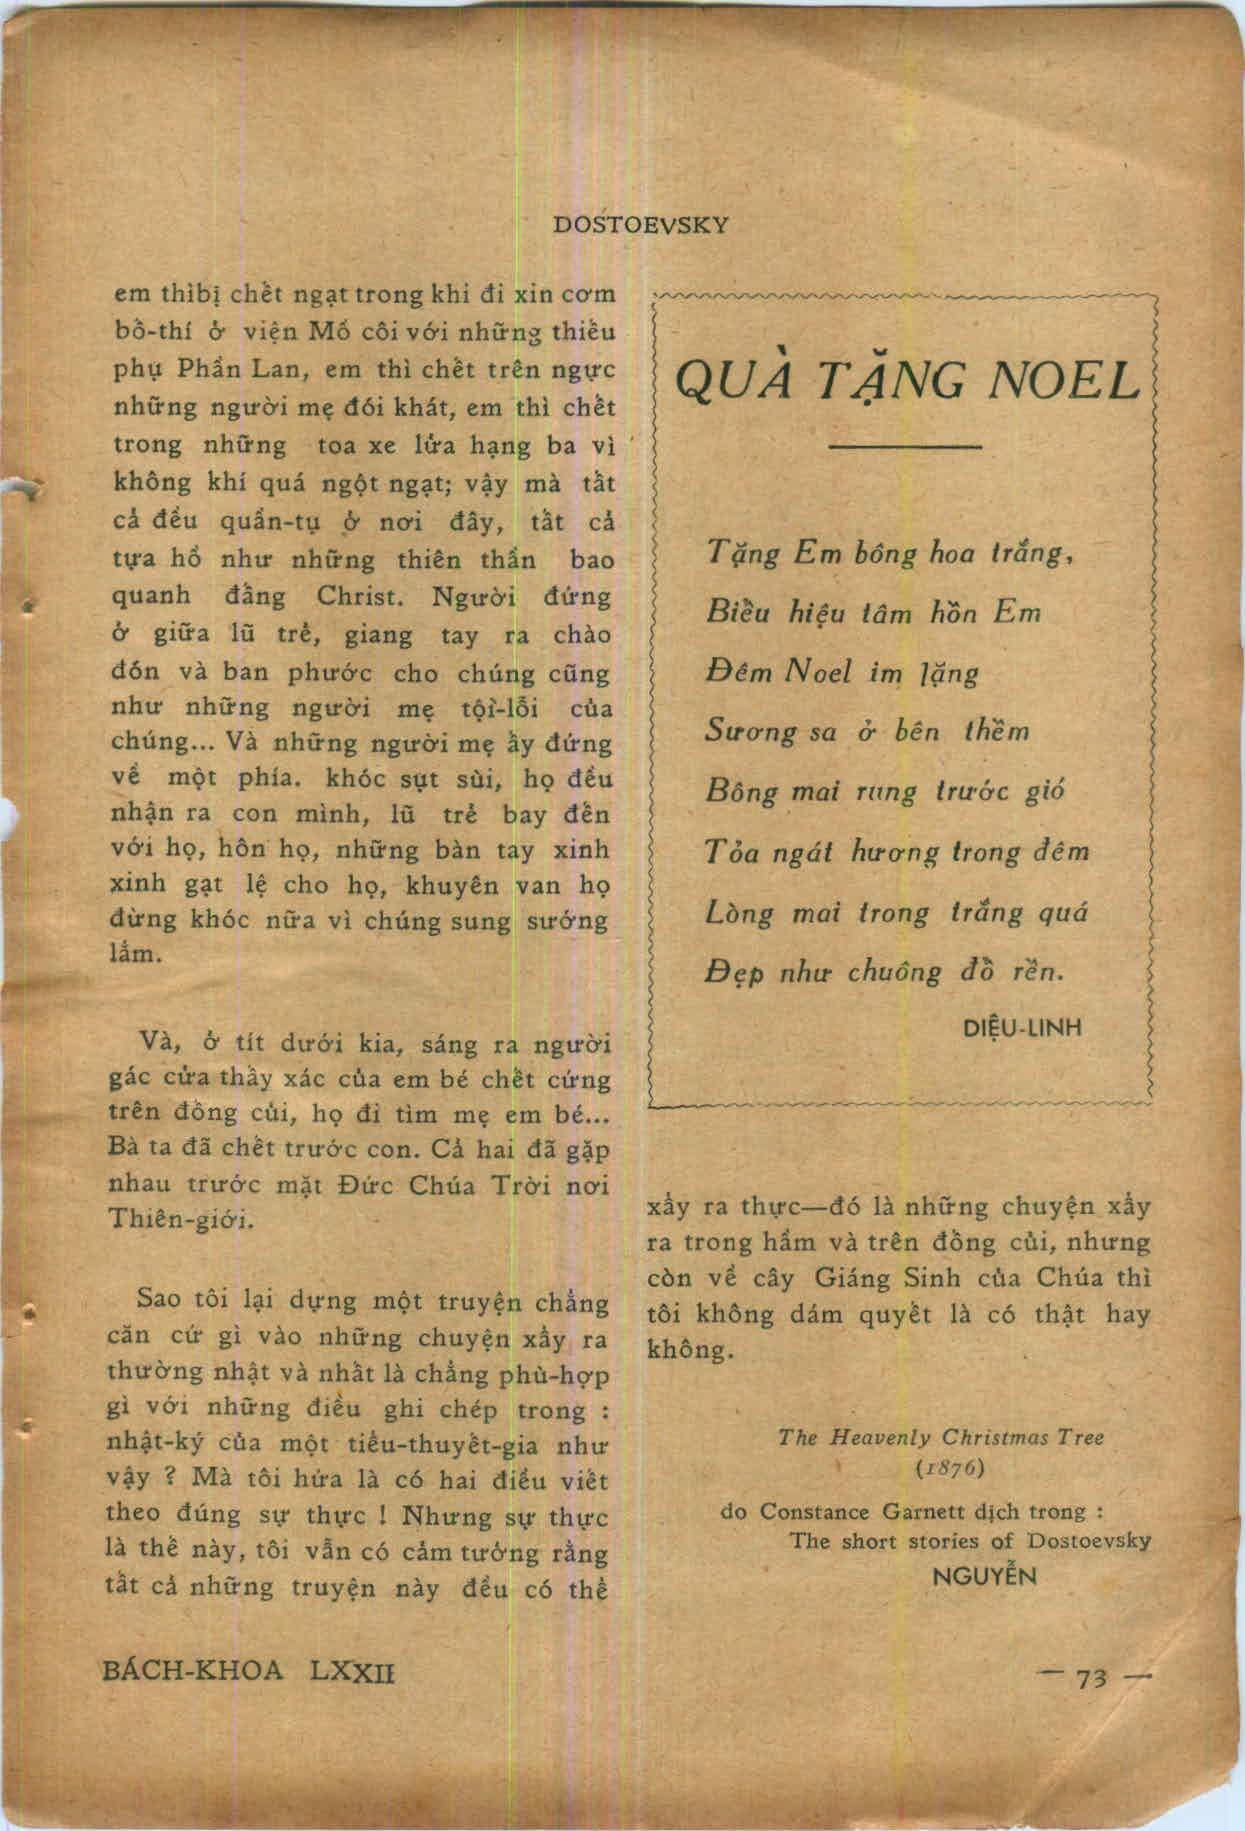 DOSTOEVSKY
em thìbị chết ngạt trong khi đi xin cơm
bồ-thí ở viện Mồ côi với những thiều
phụ Phần Lan, em thì chết trên ngực
những người mẹ đói khát, em thì chết
trong những toa xe lửa hạng ba vì
không khí quá ngột ngạt; vậy mà tất
cả đều quần-tụ ở nơi đây, tất cả
tựa hồ như những thiên thần bao
quanh đấng Christ. Người đứng
ở giữa lũ trẻ, giang tay ra chào
đón và ban phước cho chúng cũng
như những người mẹ tội-lỗi của
chúng... Và những người mẹ ấy đứng
về một phía. khóc sụt sùi, họ đều
nhận ra con mình, lũ trẻ bay đến
với họ, hôn họ, những bàn tay xinh
xinh gạt lệ cho họ, khuyên van họ
đừng khóc nữa vì chúng sung sướng
lắm.
Và, ở tít dưới kia, sáng ra người
gác cửa thấy xác của em bé chết cứng
trên đồng củi, họ đi tìm mẹ em bé...
Bà ta đã chết trước con. Cả hai đã gặp
nhau trước mặt Đức Chúa Trời nơi
Thiên-giới.
Sao tôi lại dựng một truyện chẳng
căn cứ gì vào những chuyện xẩy ra
thường nhật và nhất là chẳng phù-hợp
gì với những điều ghi chép trong :
nhật-ký của một tiểu-thuyết-gia như
vậy ? Mà tôi hứa là có hai điều viết
theo đúng sự thực ! Nhưng sự thực
là thế này, tôi vẫn có cảm tưởng rằng
tất cả những truyện này đều có thể
QUÀ TẶNG NOEL
Tặng Em bông hoa trắng,
Biều hiệu tâm hồn Em
Đêm Noel im lặng
Sương sa ở bên thềm
Bông mai rung trước gió
Tỏa ngát hương trong đêm
Lòng mai trong trắng quá
Đẹp như chuông đồ rền.
DIỆU-LINH
xẩy ra thực—đó là những chuyện xẩy
ra trong hầm và trên đồng củi, nhưng
còn về cây Giáng Sinh của Chúa thì
tôi không dám quyết là có thật hay
không.
The Heavenly Christmas Tree
(1876)
do Constance Garnett dịch trong :
The short stories of Dostoevsky
NGUYỄN
BÁCH-KHOA LXXII
— 73 —